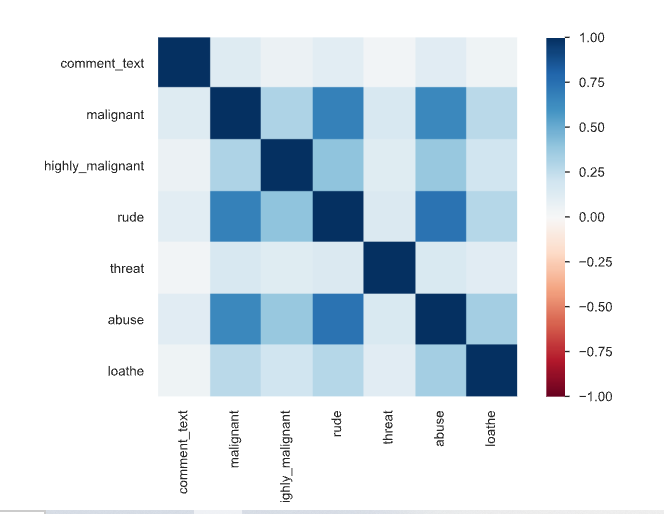 comment_text
malignant
highly_malignant
rude
threat
abuse
loathe
comment_text
malignant
ighly_malignant
rude
threat
abuse
loathe
1.00
0.75
0.50
0.25
0.00
−0.25
−0.50
−0.75
−1.00